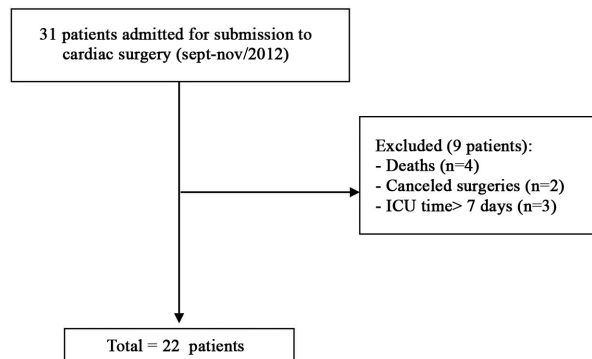 31 patients admitted for submission to
cardiac surgery (sept-nov/2012)
Excluded (9 patients):
- Deaths (n=4)
- Canceled surgeries (n=2)
- ICU time> 7 days (n=3)
Total = 22 patients